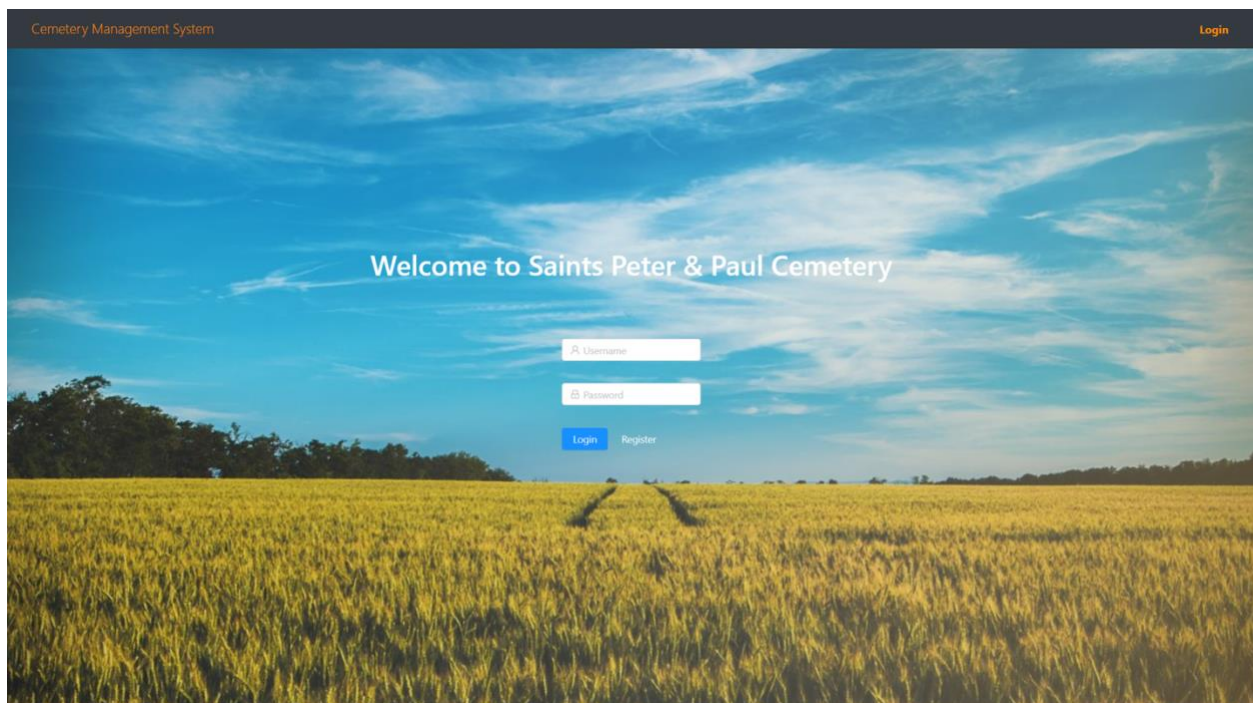 Cemetery Management System
Login
Welcome to Saints Peter & Paul Cemetery
Username
Password
Login Register